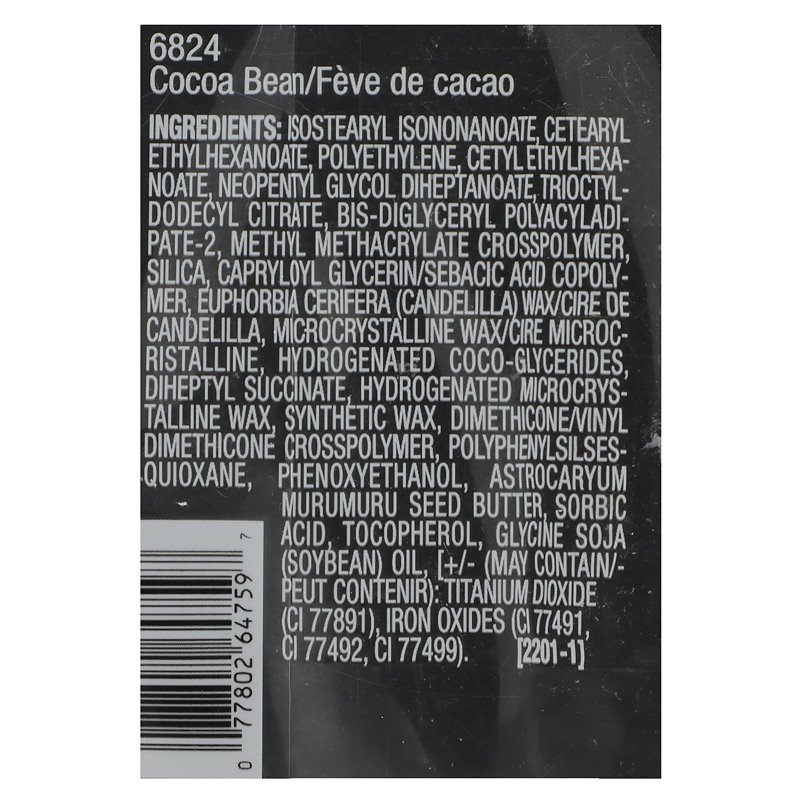 6824
Cocoa Bean/Fève de cacao
INGREDIENTS: ISOSTEARYL ISONONANOATE, CETEARYL
ETHYLHEXANOATE, POLYETHYLENE, CETYL ETHYLHEXA-
NOATE, NEOPENTYL GLYCOL DIHEPTANOATE, TRIOCTYL-
DODECYL CITRATE, BIS-DIGLYCERYL POLYACYLADI-
PATE-2, METHYL METHACRYLATE CROSSPOLYMER,
SILICA, CAPRYLOYL GLYCERIN/SEBACIC ACID COPOLY-
MER, EUPHORBIA CERIFERA (CANDELILLA) WAX/CIRE DE
CANDELILLA, MICROCRYSTALLINE WAX/CIRE MICROC-
RISTALLINE, HYDROGENATED COCO-GLYCERIDES,
DIHEPTYL SUCCINATE, HYDROGENATED MICROCRYS-
TALLINE WAX, SYNTHETIC WAX, DIMETHICONE/VINYL
DIMETHICONE CROSSPOLYMER, POLYPHENYLSILSES-
QUIOXANE, PHENOXYETHANOL, ASTROCARYUM
MURUMURU SEED BUTTER, SORBIC
ACID, TOCOPHEROL, GLYCINE SOJA
(SOYBEAN) OIL, [+/- (MAY CONTAIN/-
PEUT CONTENIR): TITANIUM DIOXIDE
(CI 77891), IRON OXIDES (CI 77491,
CI 77492, CI 77499). [2201-1]
0 77802 64759 7